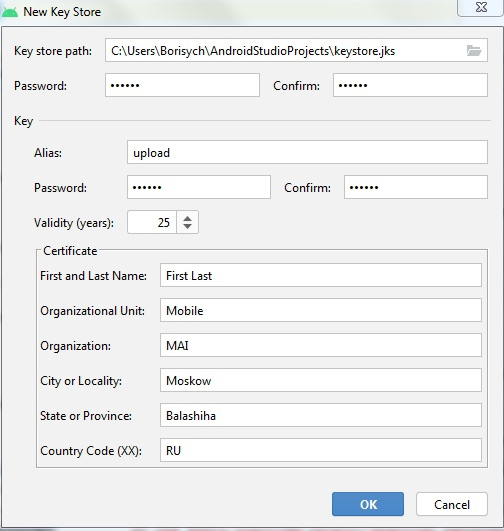 New Key Store
Key store path: C:\Users\Borisych\AndroidStudioProjects\keystore.jks
Password: •••••• Confirm: ••••••
Key
Alias: upload
Password: •••••• Confirm: ••••••
Validity (years): 25
Certificate
First and Last Name: First Last
Organizational Unit: Mobile
Organization: MAI
City or Locality: Moskow
State or Province: Balashiha
Country Code (XX): RU
OK Cancel